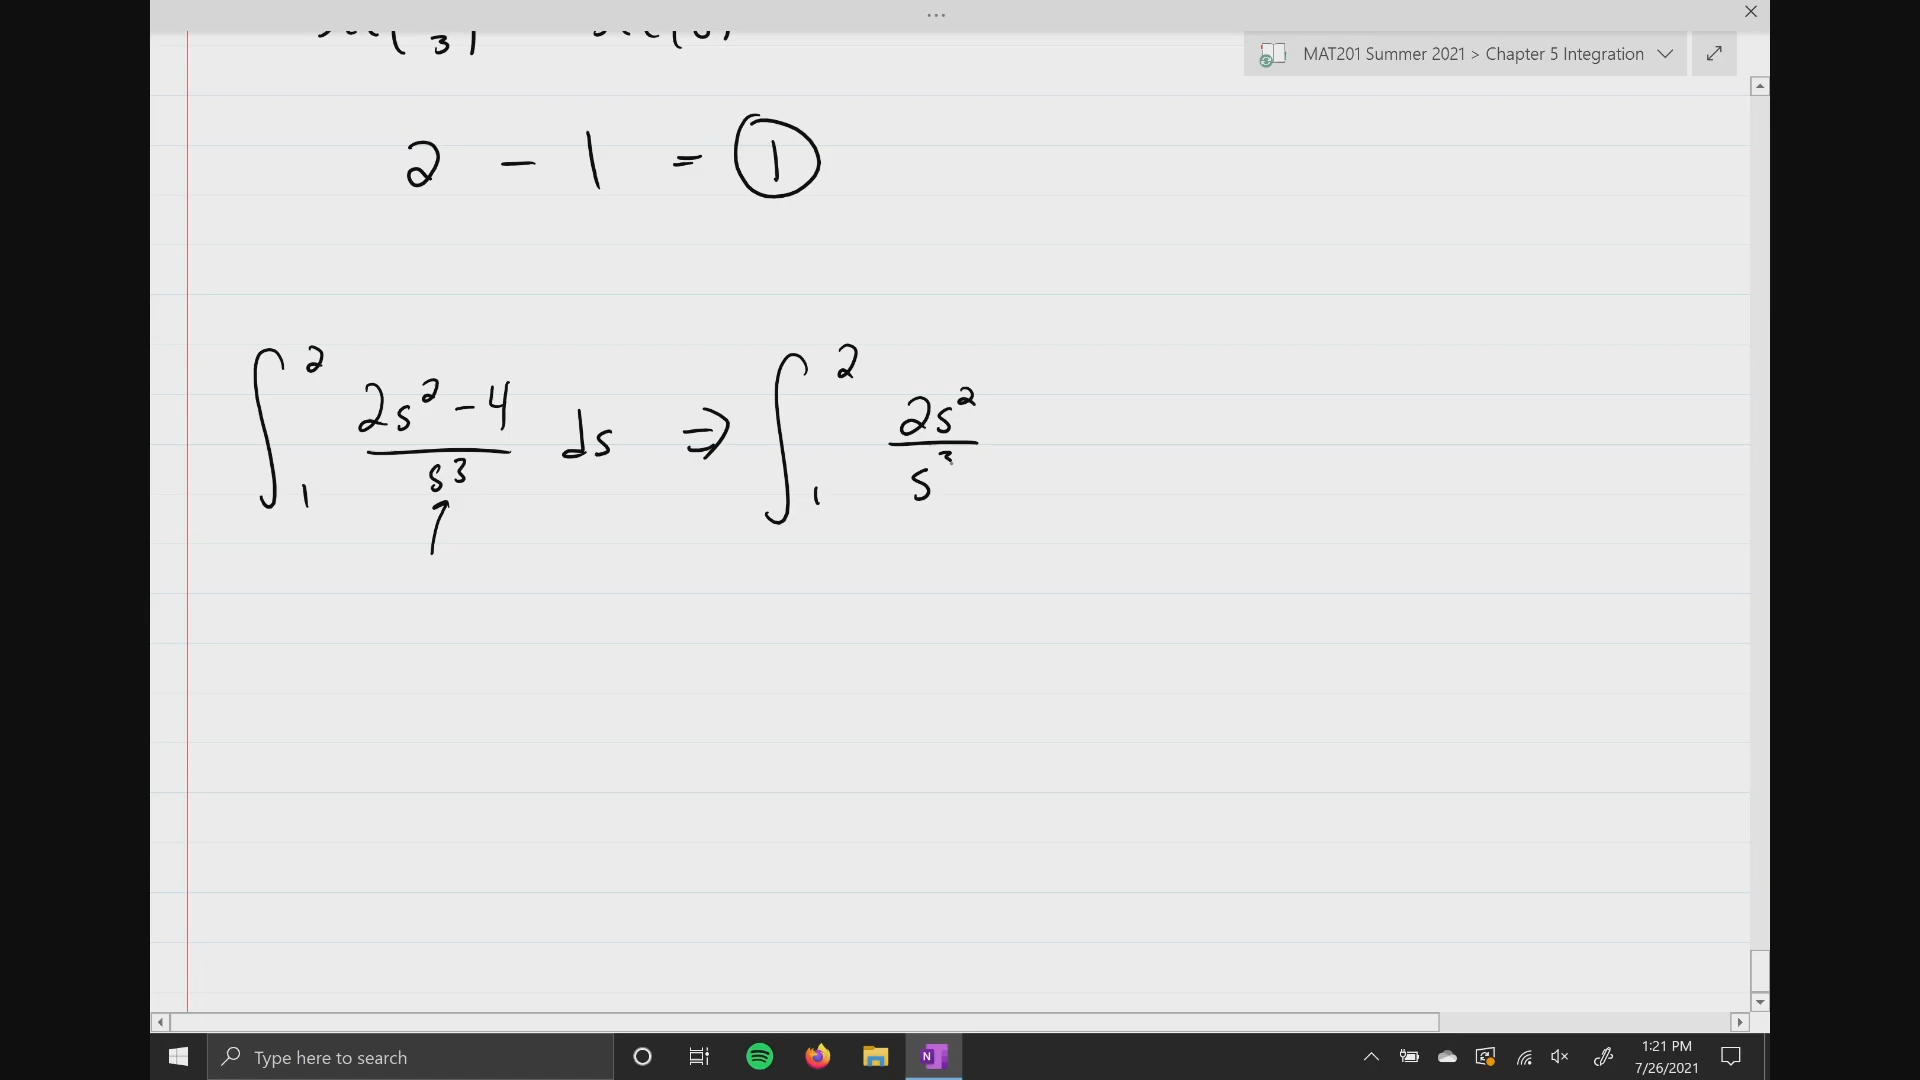 ...
MAT201 Summer 2021 > Chapter 5 Integration
2 - 1 = 1
∫₁² (2s² - 4)/s³ ds ⇒ ∫₁² 2s²/s³
Type here to search
N
1:21 PM
7/26/2021